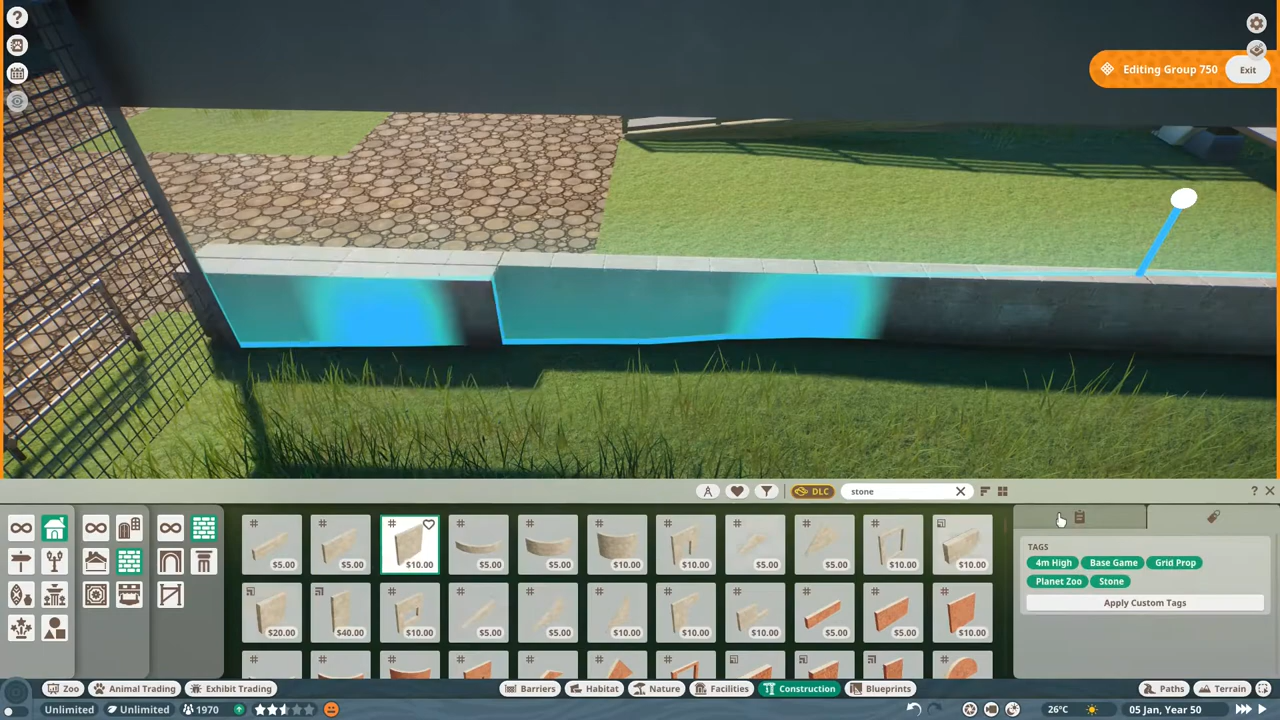 ?
Editing Group 750
Exit
DLC
stone
?
$5.00
$5.00
$10.00
$5.00
$5.00
$5.00
$10.00
$5.00
$5.00
$10.00
$10.00
$20.00
$40.00
$10.00
$5.00
$5.00
$10.00
$10.00
$10.00
$5.00
$5.00
$10.00
TAGS
4m High
Base Game
Grid Prop
Planet Zoo
Stone
Apply Custom Tags
Zoo
Animal Trading
Exhibit Trading
Barriers
Habitat
Nature
Facilities
Construction
Blueprints
Paths
Terrain
Unlimited
Unlimited
1970
26°C
05 Jan, Year 50